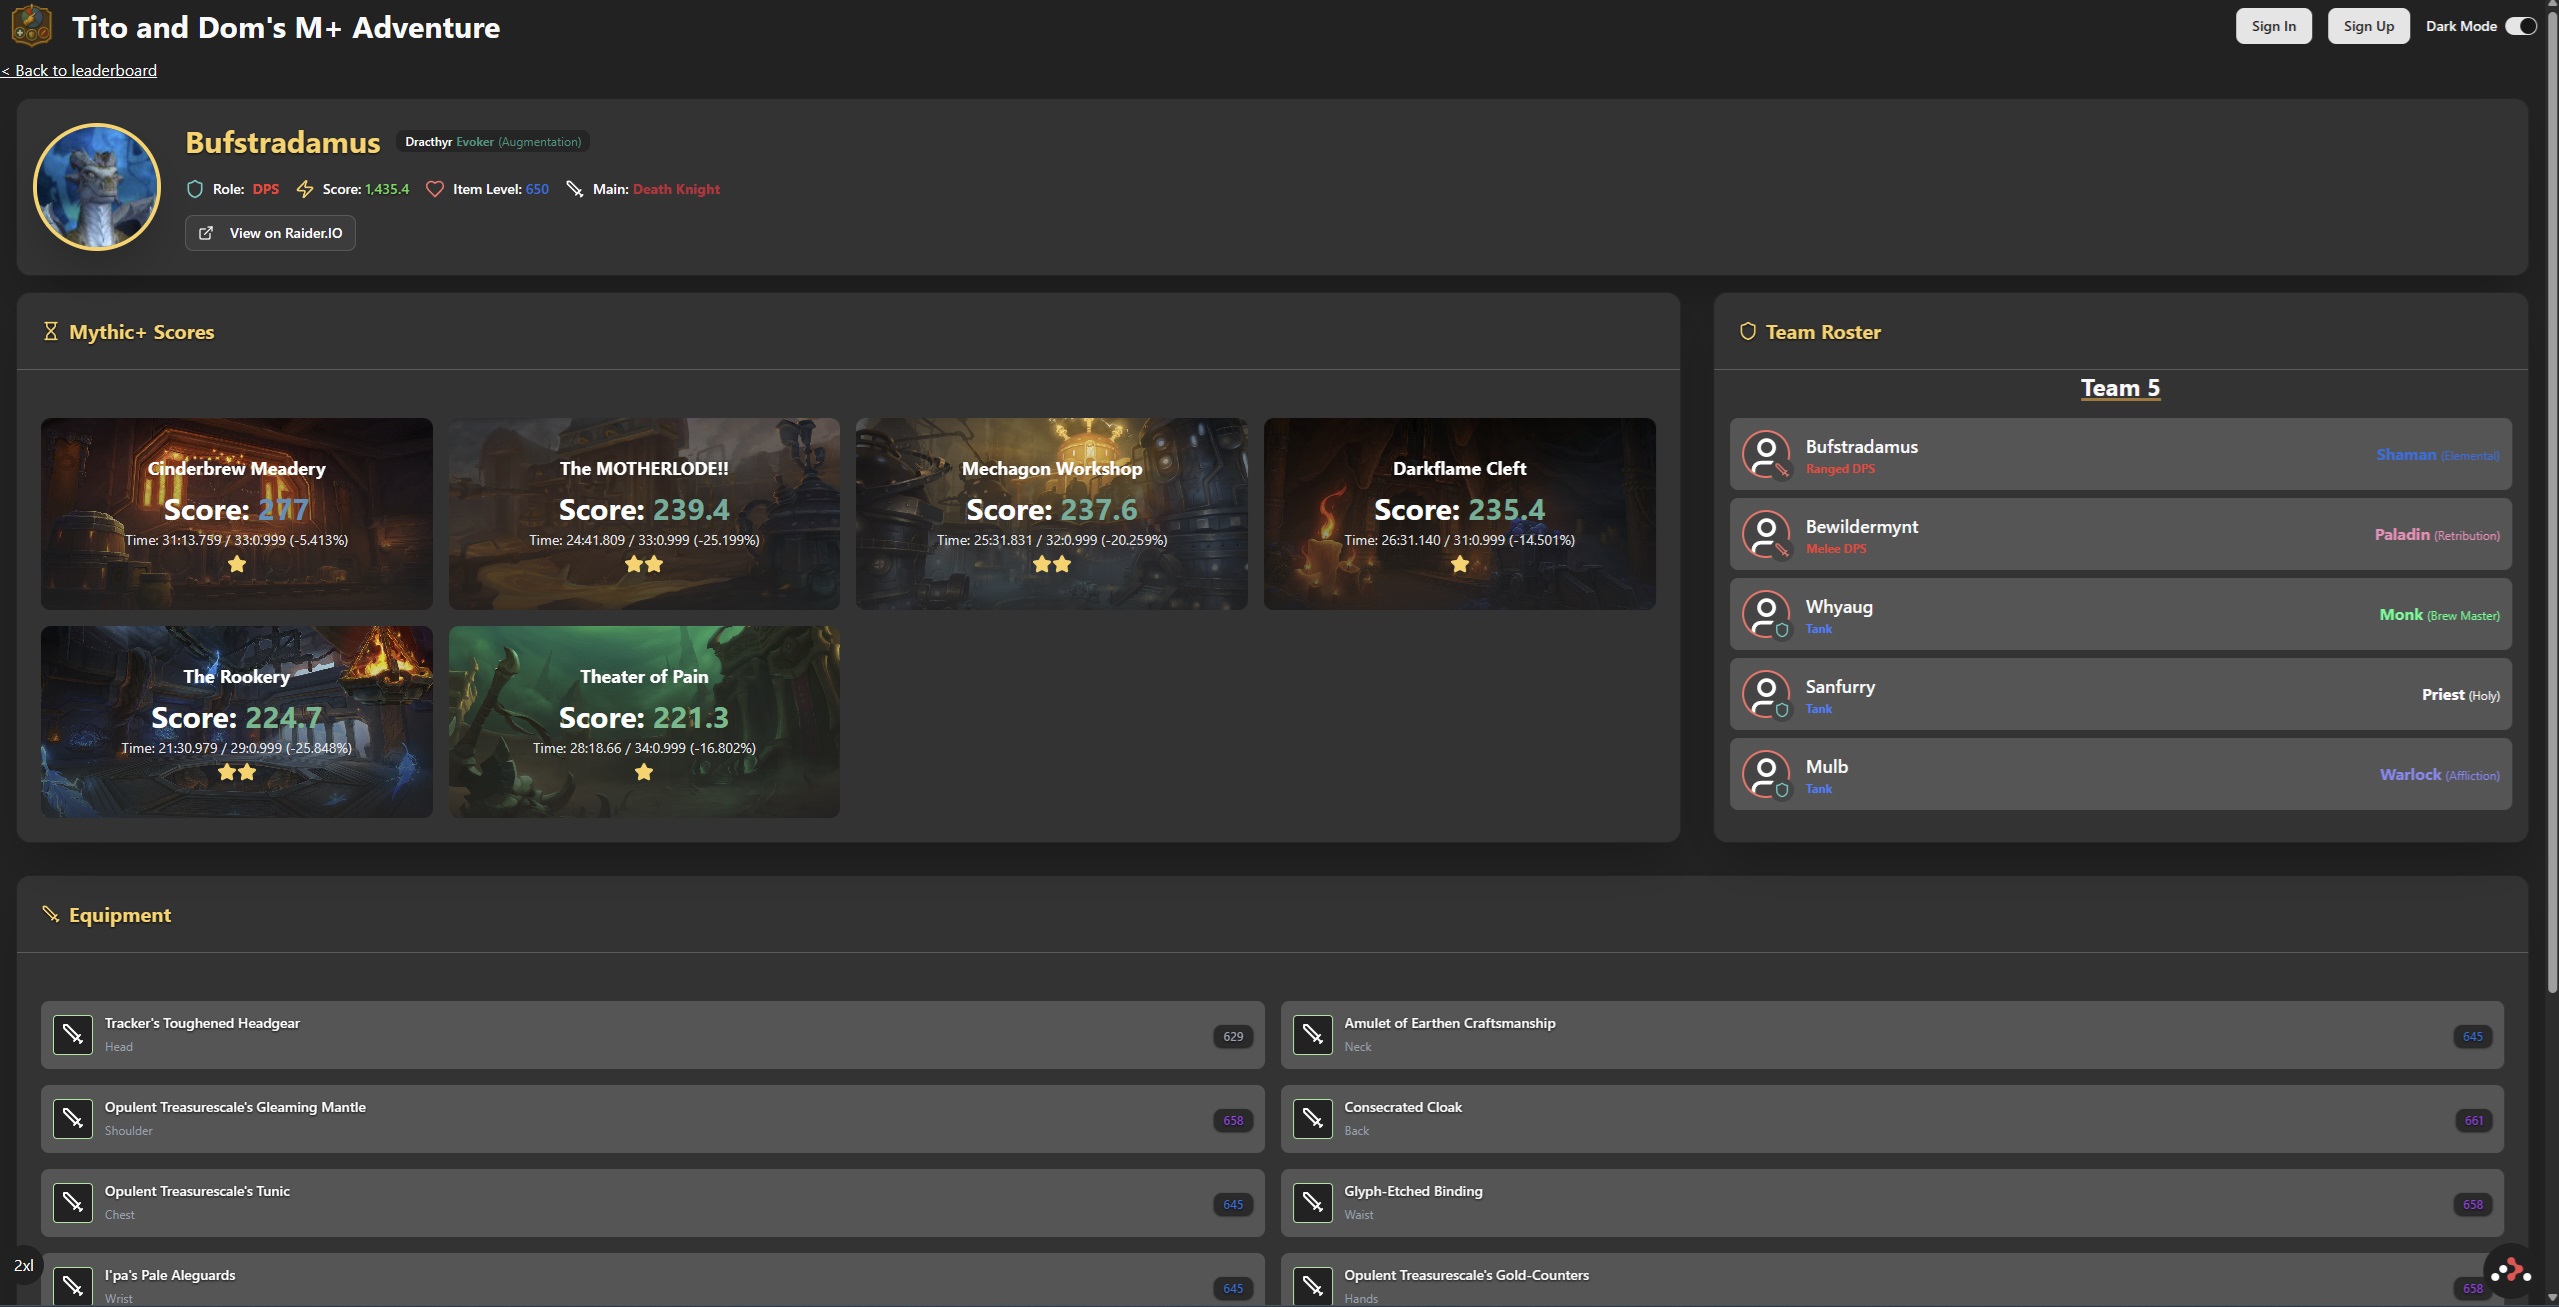 Tito and Dom's M+ Adventure
Sign In
Sign Up
Dark Mode
< Back to leaderboard
Bufstradamus
Dracthyr Evoker (Augmentation)
Role: DPS
Score: 1,435.4
Item Level: 650
Main: Death Knight
View on Raider.IO
Mythic+ Scores
Cinderbrew Meadery
Score: 277
Time: 31:13.759 / 33:0.999 (-5.413%)
The MOTHERLODE!!
Score: 239.4
Time: 24:41.809 / 33:0.999 (-25.199%)
Mechagon Workshop
Score: 237.6
Time: 25:31.831 / 32:0.999 (-20.259%)
Darkflame Cleft
Score: 235.4
Time: 26:31.140 / 31:0.999 (-14.501%)
The Rookery
Score: 224.7
Time: 21:30.979 / 29:0.999 (-25.848%)
Theater of Pain
Score: 221.3
Time: 28:18.66 / 34:0.999 (-16.802%)
Team Roster
Team 5
Bufstradamus
Ranged DPS
Shaman (Elemental)
Bewildermynt
Melee DPS
Paladin (Retribution)
Whyaug
Tank
Monk (Brew Master)
Sanfurry
Tank
Priest (Holy)
Mulb
Tank
Warlock (Affliction)
Equipment
Tracker's Toughened Headgear
Head
629
Amulet of Earthen Craftsmanship
Neck
645
Opulent Treasurescale's Gleaming Mantle
Shoulder
658
Consecrated Cloak
Back
661
Opulent Treasurescale's Tunic
Chest
645
Glyph-Etched Binding
Waist
658
2xl
I'pa's Pale Aleguards
Wrist
645
Opulent Treasurescale's Gold-Counters
Hands
658